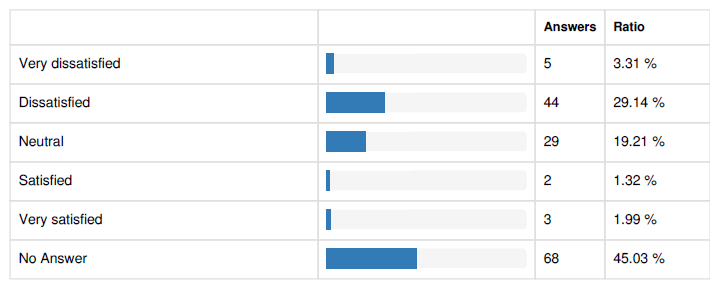 Answers Ratio
Very dissatisfied 5 3.31 %
Dissatisfied 44 29.14 %
Neutral 29 19.21 %
Satisfied 2 1.32 %
Very satisfied 3 1.99 %
No Answer 68 45.03 %